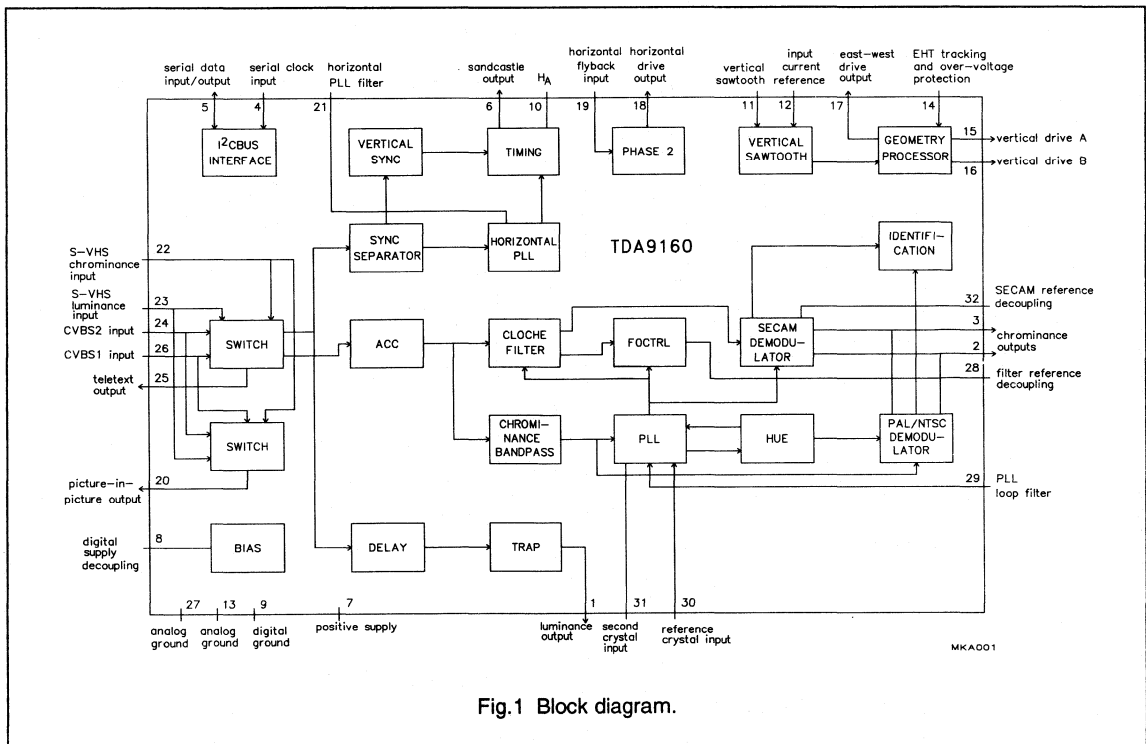 serial data
input/output
serial clock
input
horizontal
PLL filter
sandcastle
output
HA
horizontal
flyback
input
horizontal
drive
output
vertical
sawtooth
input
current
reference
east-west
drive
output
EHT tracking
and over-voltage
protection
5
4
21
6
10
19
18
11
12
17
14
I2CBUS
INTERFACE
VERTICAL
SYNC
TIMING
PHASE 2
VERTICAL
SAWTOOTH
GEOMETRY
PROCESSOR
15
vertical drive A
16
vertical drive B
SYNC
SEPARATOR
HORIZONTAL
PLL
TDA9160
IDENTIFI-
CATION
S-VHS
chrominance
input
22
S-VHS
luminance
input
23
CVBS2 input
24
CVBS1 input
26
teletext
output
25
SWITCH
ACC
CLOCHE
FILTER
FOCTRL
SECAM
DEMODU-
LATOR
32
SECAM reference
decoupling
3
2
chrominance
outputs
28
filter reference
decoupling
SWITCH
CHROMI-
NANCE
BANDPASS
PLL
HUE
PAL/NTSC
DEMODU-
LATOR
picture-in-
picture output
20
29
PLL
loop filter
digital
supply
decoupling
8
BIAS
DELAY
TRAP
27
13
9
7
1
31
30
analog
ground
analog
ground
digital
ground
positive supply
luminance
output
second
crystal
input
reference
crystal input
MKA001
Fig.1 Block diagram.